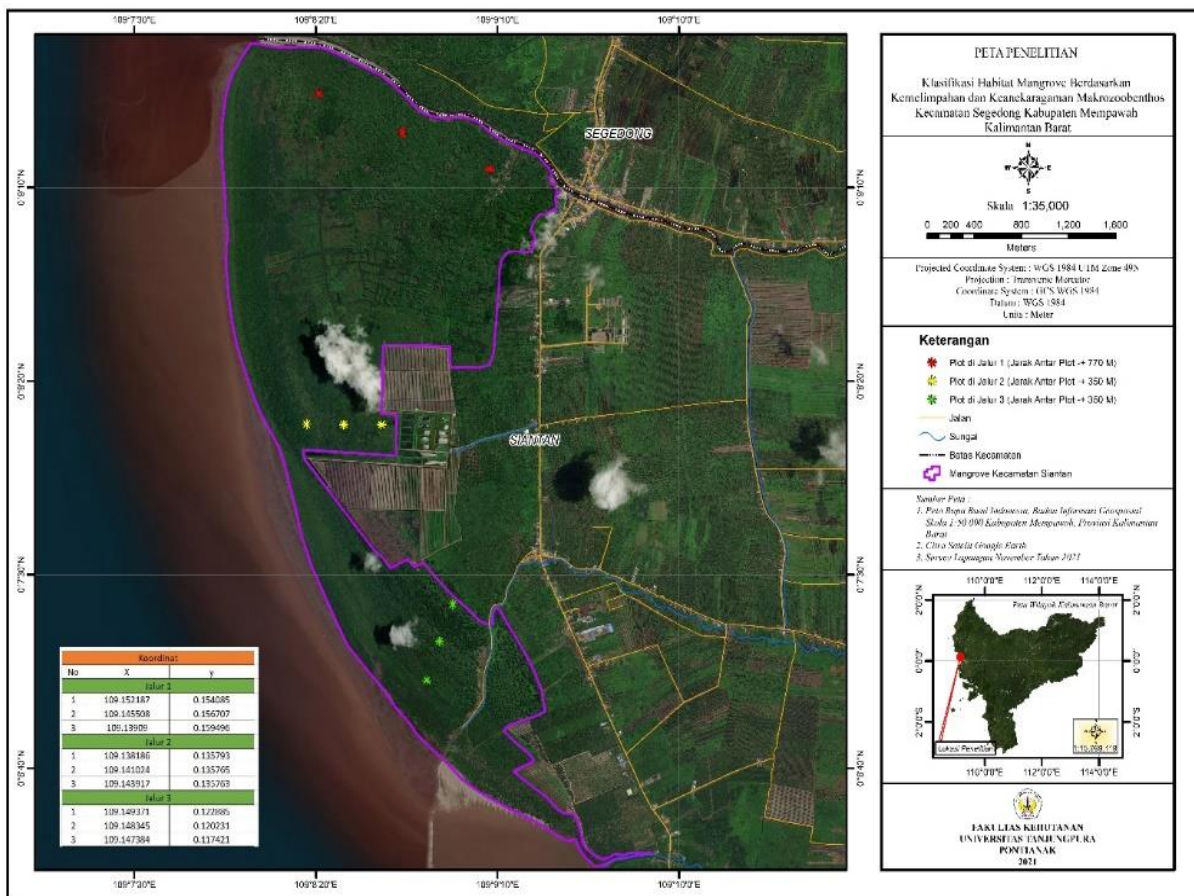 109°7'30"E
109°8'20"E
109°9'10"E
109°10'0"E
PETA PENELITIAN
Klasifikasi Habitat Mangrove Berdasarkan
Kemelimpahan dan Keanekaragaman Makrozoobenthos
Kecamatan Segedong Kabupaten Mempawah
Kalimantan Barat
N
W E
S
Skala 1:35,000
0 200 400 800 1,200 1,600
Meters
Projected Coordinate System : WGS 1984 UTM Zone 49N
Projection : Transverse Mercator
Coordinate System : GCS WGS 1984
Datum : WGS 1984
Units : Meter
Keterangan
Plot di Jalur 1 (Jarak Antar Plot -+ 770 M)
Plot di Jalur 2 (Jarak Antar Plot -+ 350 M)
Plot di Jalur 3 (Jarak Antar Plot -+ 350 M)
Jalan
Sungai
Batas Kecamatan
Mangrove Kecamatan Siantan
Sumber Peta :
1. Peta Rupa Bumi Indonesia, Badan Informasi Geospasial
Skala 1:50 000 Kabupaten Mempawah, Provinsi Kalimantan
Barat
2. Citra Satelit Google Earth
3. Survey Lapangan November Tahun 2021
110°0'0"E 112°0'0"E 114°0'0"E
Peta Wilayah Kalimantan Barat
2°0'0"N
0°0'0"N
2°0'0"S
2°0'0"N
0°0'0"N
2°0'0"S
Lokasi Penelitian
110°0'0"E 112°0'0"E 114°0'0"E
FAKULTAS KEHUTANAN
UNIVERSITAS TANJUNGPURA
PONTIANAK
2021
SEGEDONG
SIANTAN
0°9'10"N
0°8'20"N
0°7'30"N
0°9'10"N
0°8'20"N
0°7'30"N
Koordinat
No X y
Jalur 1
1 109.152187 0.154085
2 109.145508 0.156707
3 109.13909 0.159496
Jalur 2
1 109.138186 0.135793
2 109.141024 0.135765
3 109.143917 0.135763
Jalur 3
1 109.149371 0.122885
2 109.148345 0.120231
3 109.147384 0.117421
109°7'30"E
109°8'20"E
109°9'10"E
109°10'0"E